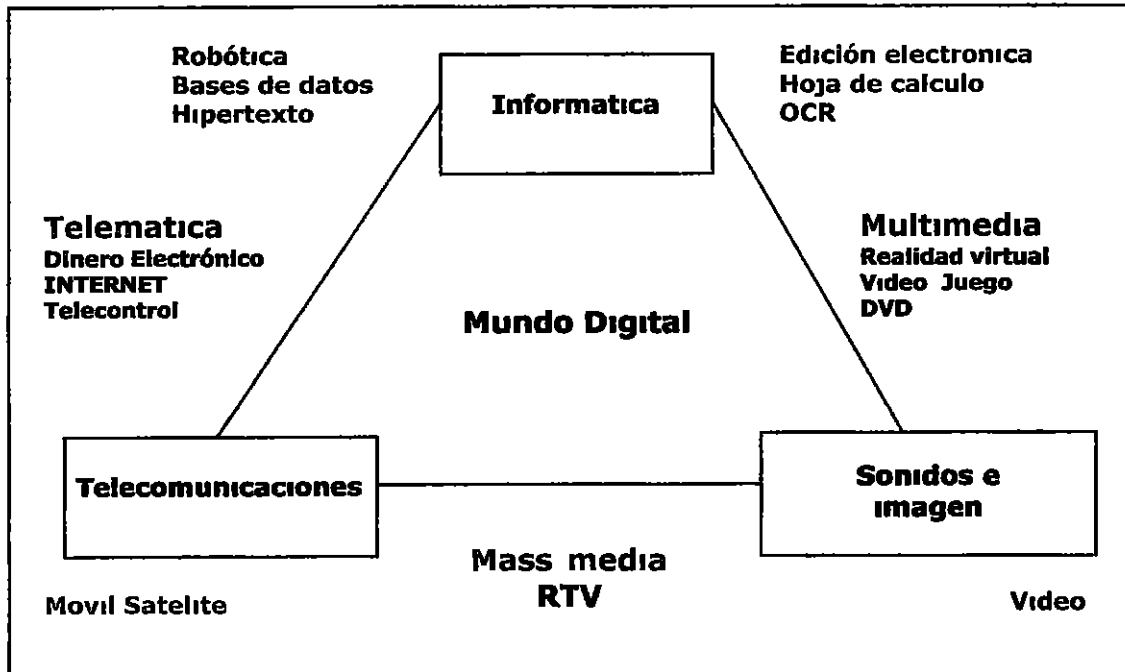 Robótica
Bases de datos
Hipertexto
Informatica
Edición electronica
Hoja de calculo
OCR
Telematica
Dinero Electrónico
INTERNET
Telecontrol
Multimedia
Realidad virtual
Video Juego
DVD
Mundo Digital
Telecomunicaciones
Sonidos e
imagen
Mass media
RTV
Movil Satelite
Video